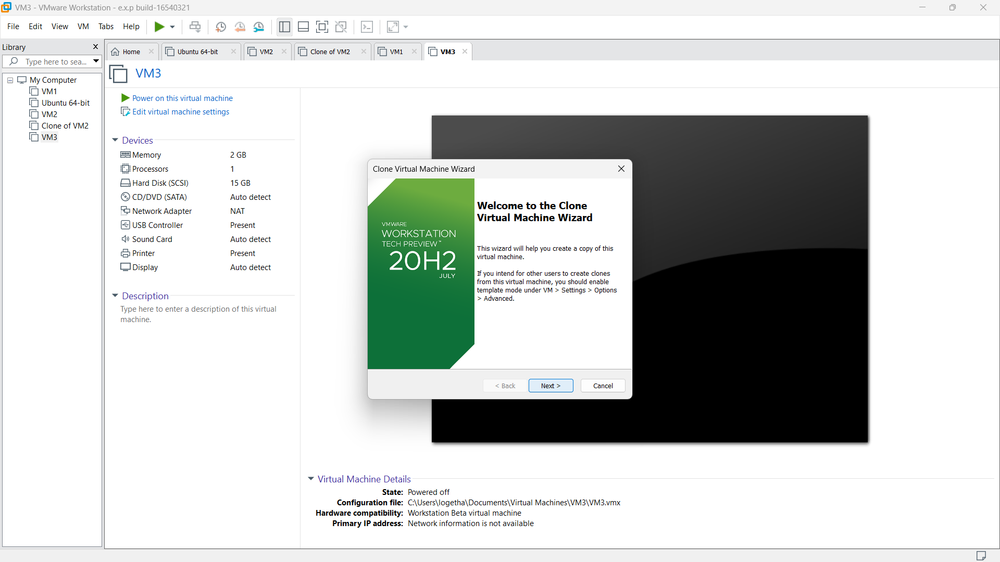 VM3 - VMware Workstation - e.x.p build-16540321
File Edit View VM Tabs Help
Library
Type here to sea...
Home
Ubuntu 64-bit
VM2
Clone of VM2
VM1
VM3
My Computer
VM1
Ubuntu 64-bit
VM2
Clone of VM2
VM3
VM3
Power on this virtual machine
Edit virtual machine settings
Devices
Memory 2 GB
Processors 1
Hard Disk (SCSI) 15 GB
CD/DVD (SATA) Auto detect
Network Adapter NAT
USB Controller Present
Sound Card Auto detect
Printer Present
Display Auto detect
Description
Type here to enter a description of this virtual
machine.
Clone Virtual Machine Wizard
VMWARE
WORKSTATION
TECH PREVIEW™
20H2
JULY
Welcome to the Clone
Virtual Machine Wizard
This wizard will help you create a copy of this
virtual machine.
If you intend for other users to create clones
from this virtual machine, you should enable
template mode under VM > Settings > Options
> Advanced.
< Back
Next >
Cancel
Virtual Machine Details
State: Powered off
Configuration file: C:\Users\logetha\Documents\Virtual Machines\VM3\VM3.vmx
Hardware compatibility: Workstation Beta virtual machine
Primary IP address: Network information is not available